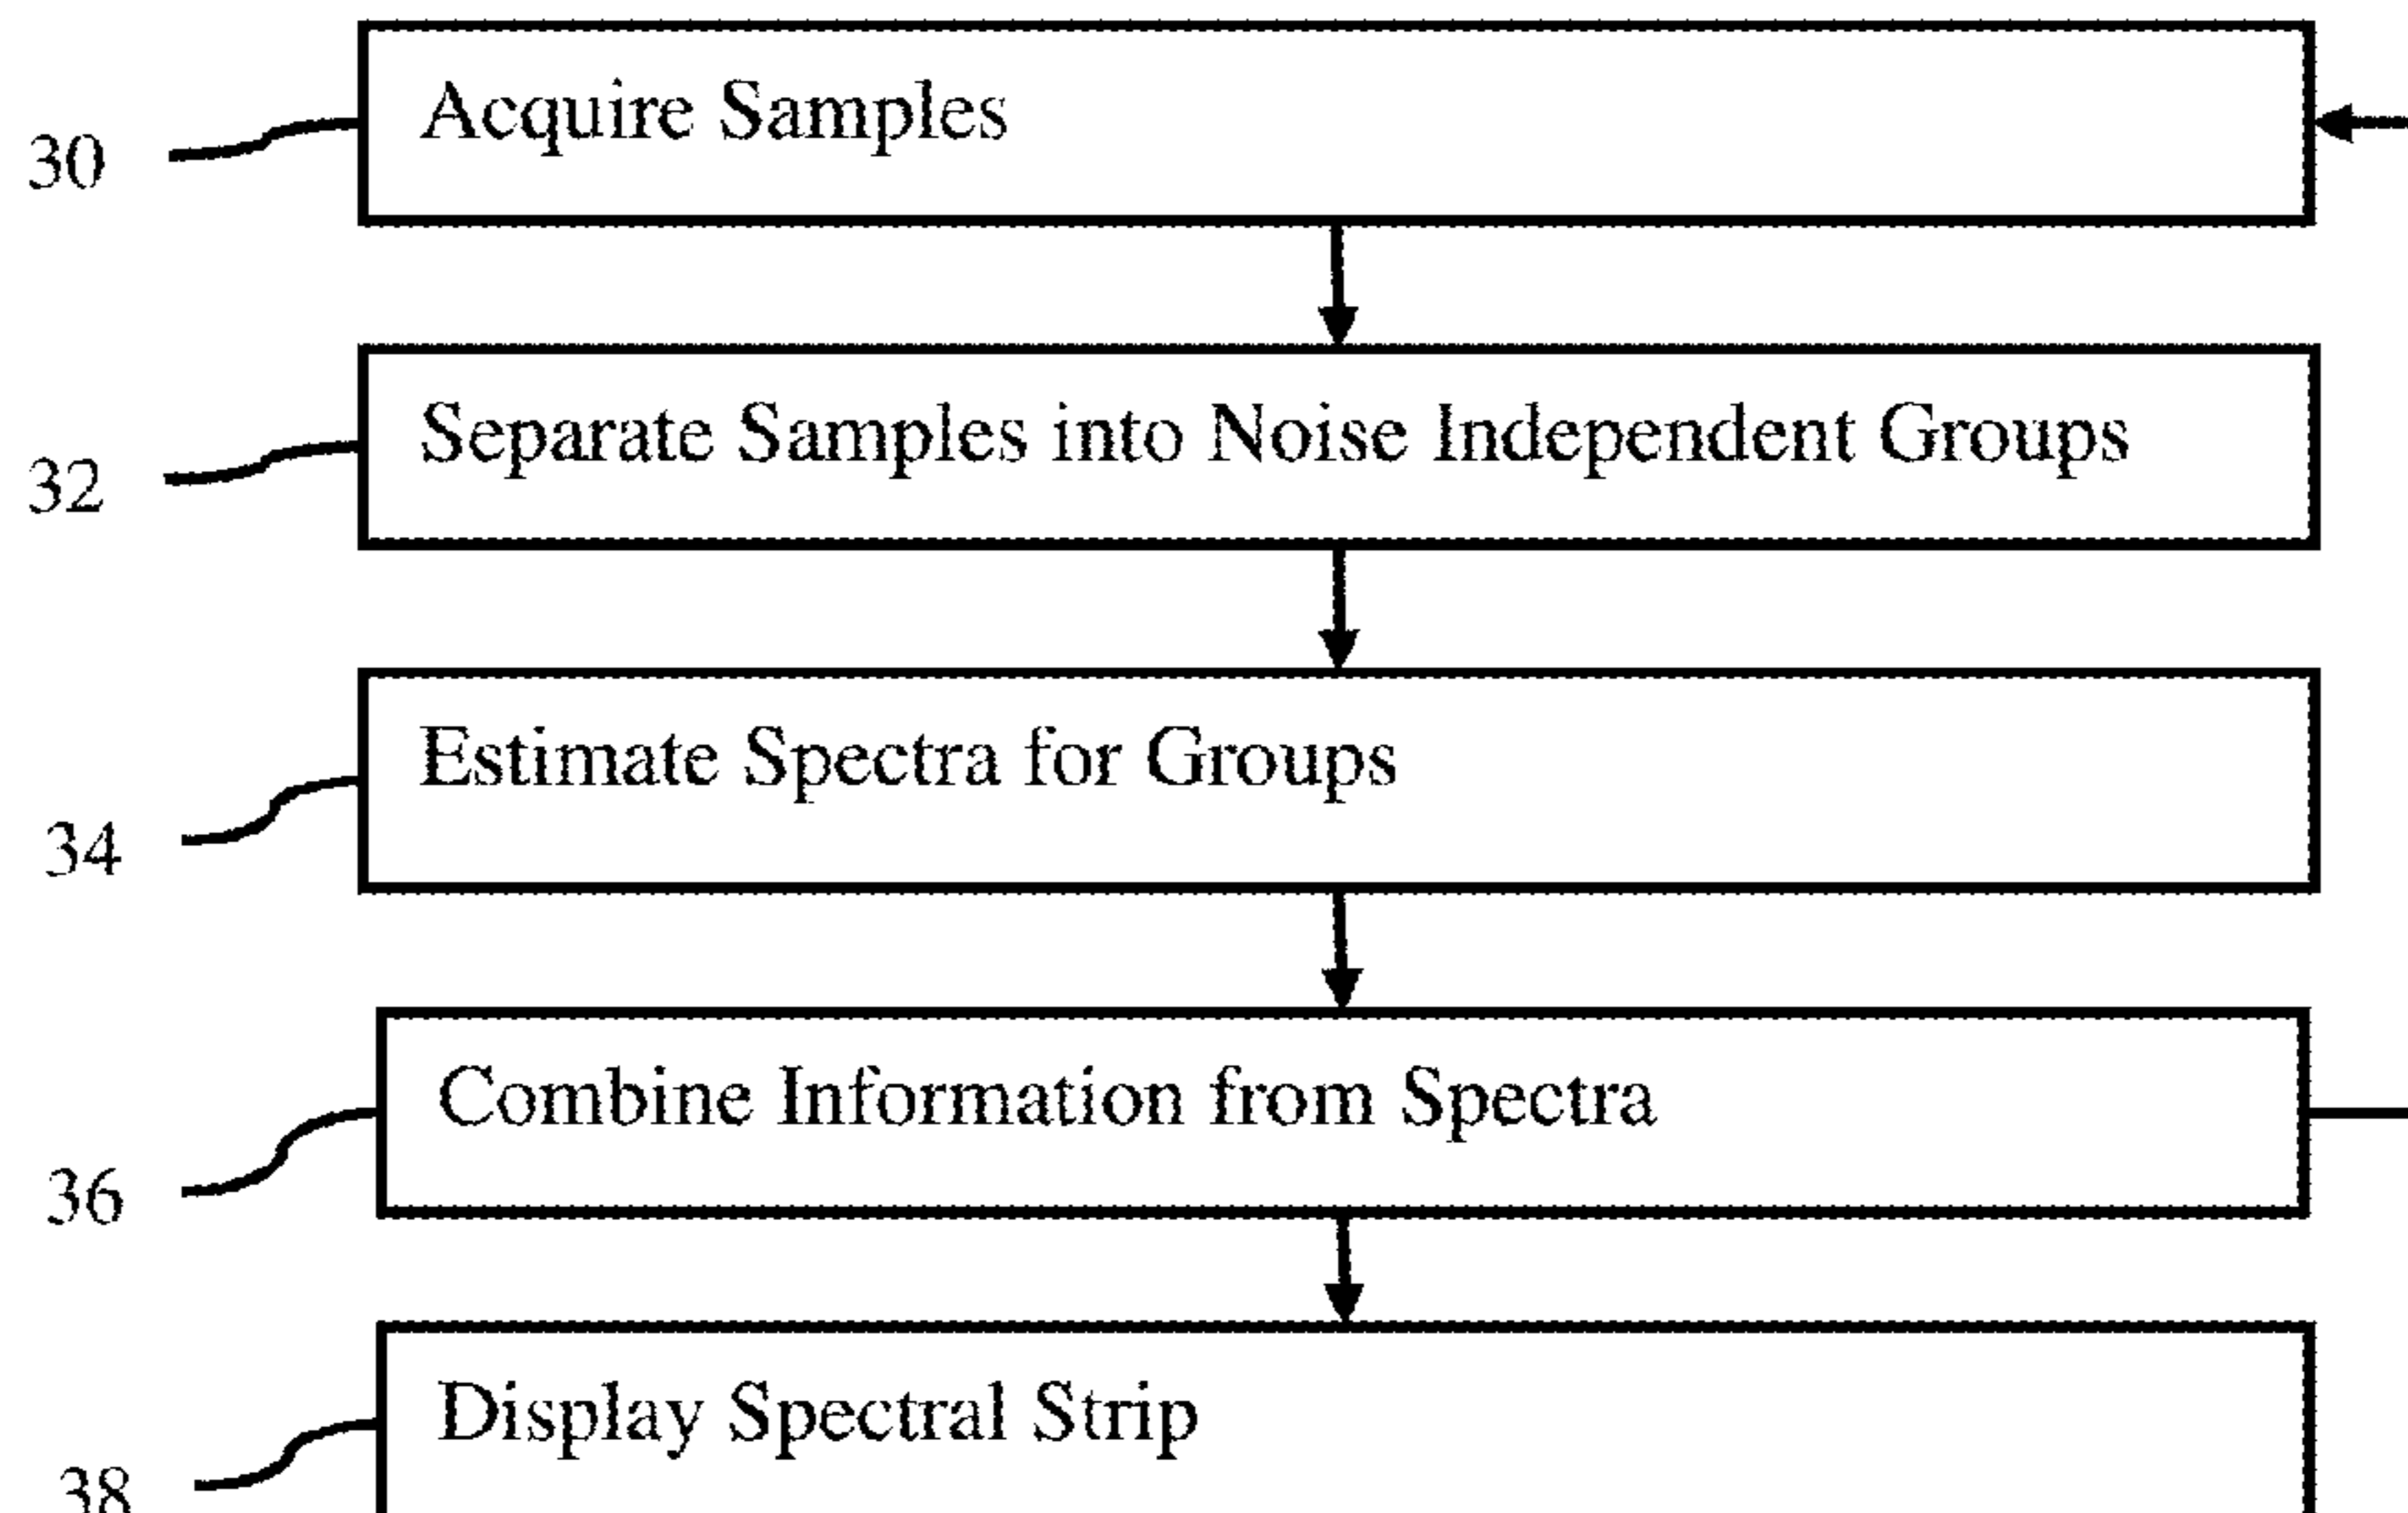 Acquire Samples
30
Separate Samples into Noise Independent Groups
32
Estimate Spectra for Groups
34
Combine Information from Spectra
36
Display Spectral Strip
38